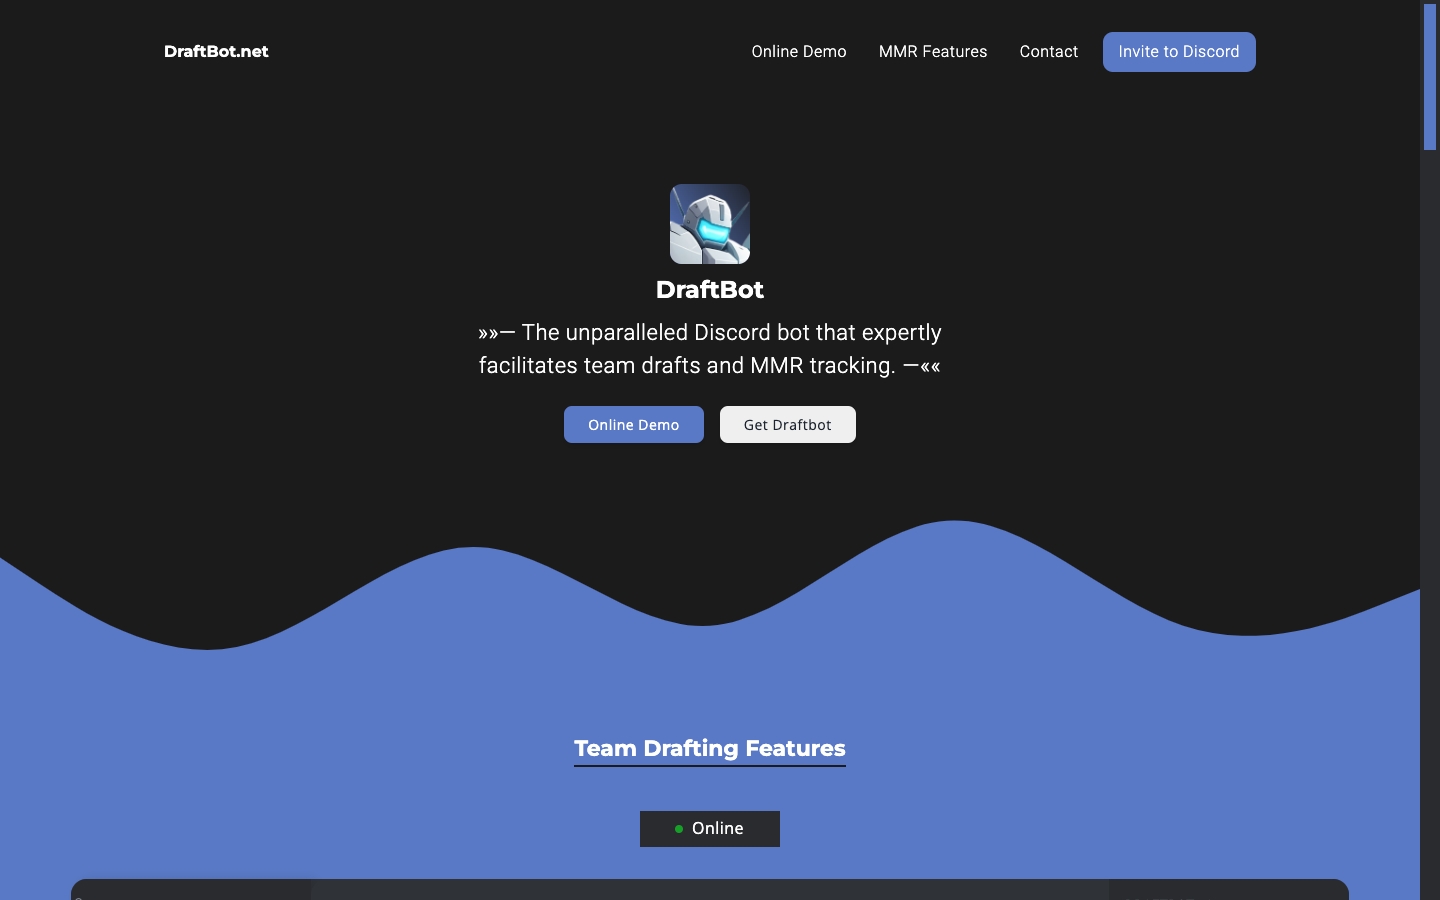 DraftBot.net
Online Demo
MMR Features
Contact
Invite to Discord
DraftBot
»»— The unparalleled Discord bot that expertly
facilitates team drafts and MMR tracking. —««
Online Demo
Get Draftbot
Team Drafting Features
Online